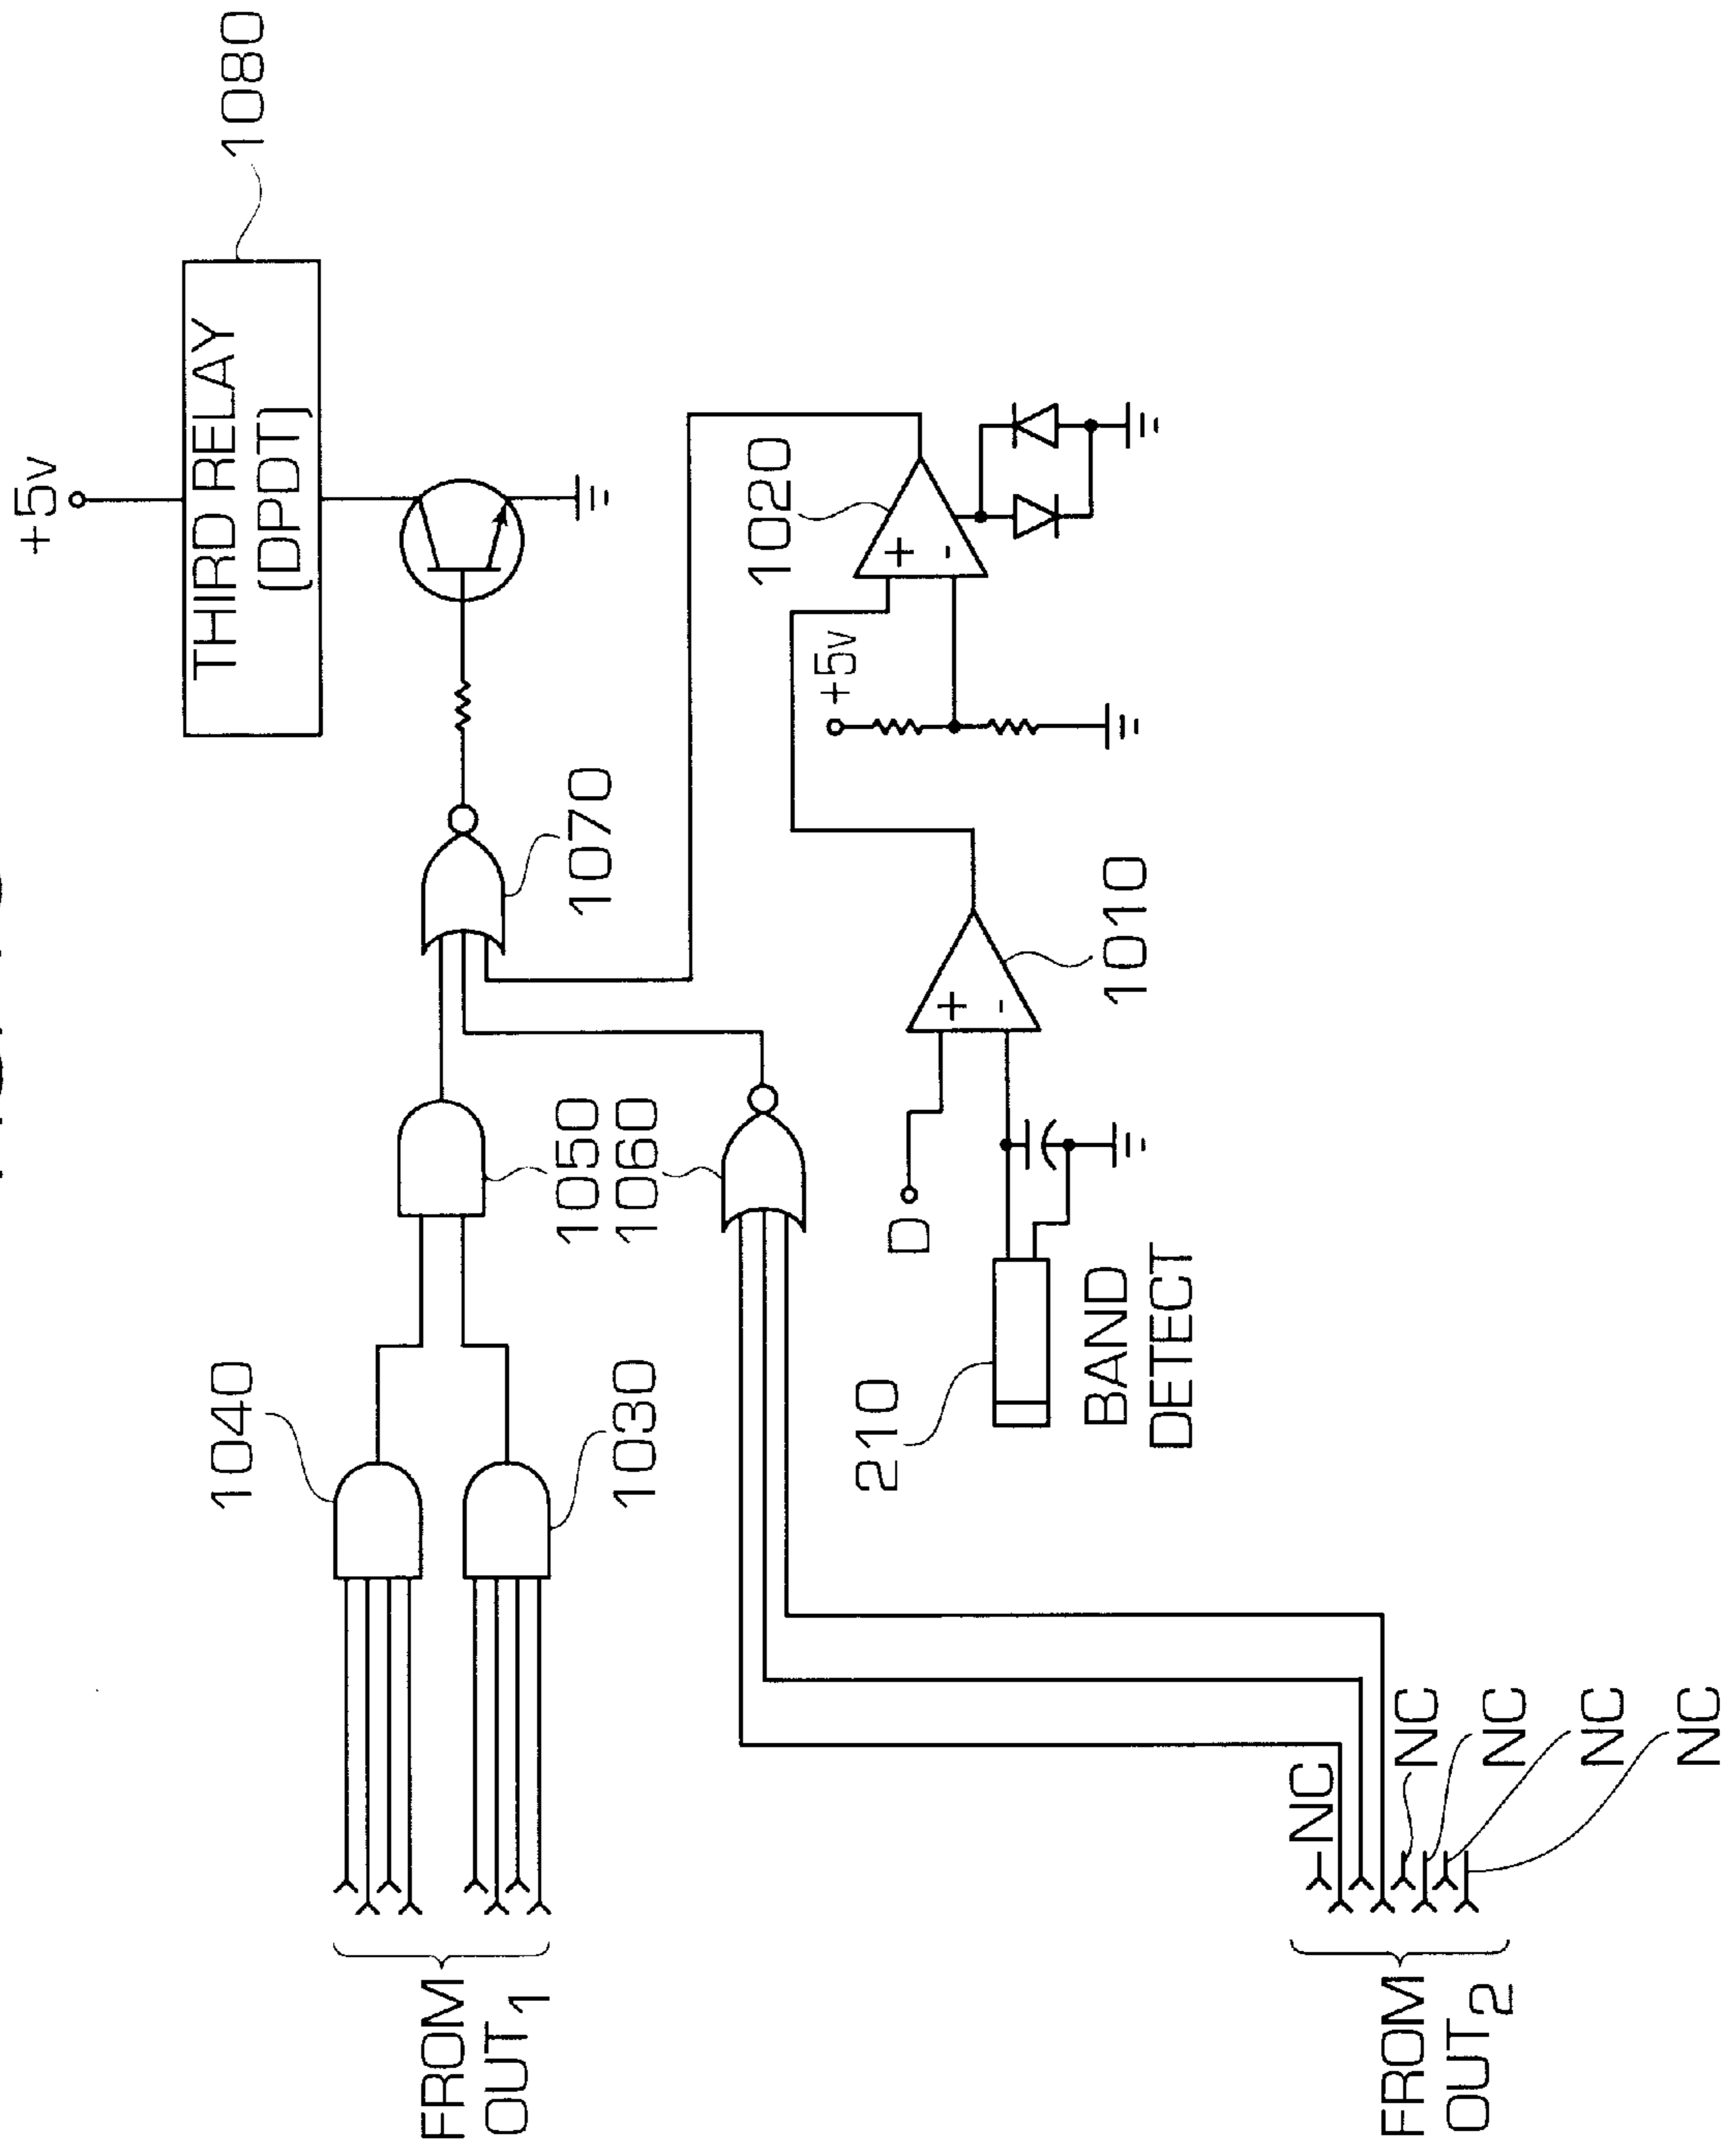 +5v
THIRD RELAY
(DPDT)
1080
1040
1030
1050
1060
1070
1020
+ -
+5v
D
+ -
1010
210
BAND
DETECT
FROM
OUT1
NC
NC
NC
NC
NC
FROM
OUT2